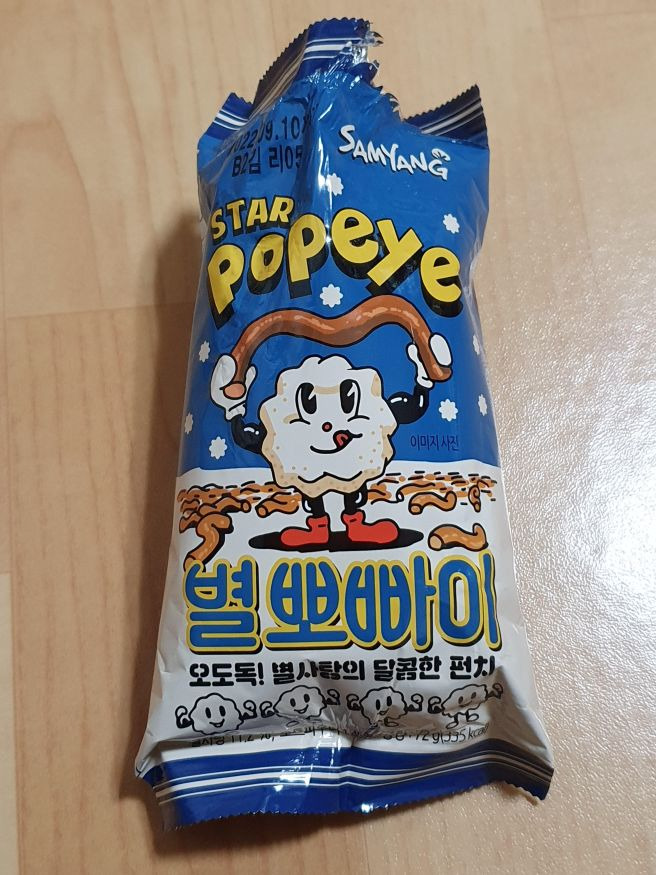 SAMYANG
STAR
Popeye
이미지 사진
별 뽀빠이
오도독! 별사탕의 달콤한 펀치